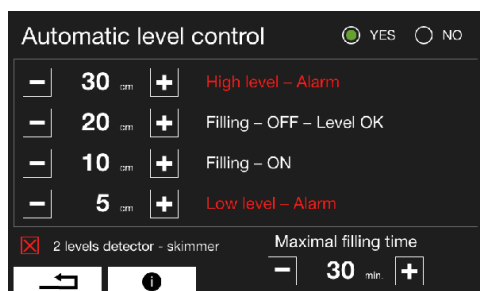 Automatic level control YES NO
− 30 cm + High level – Alarm
− 20 cm + Filling – OFF – Level OK
− 10 cm + Filling – ON
− 5 cm + Low level – Alarm
2 levels detector - skimmer Maximal filling time
− 30 min. +